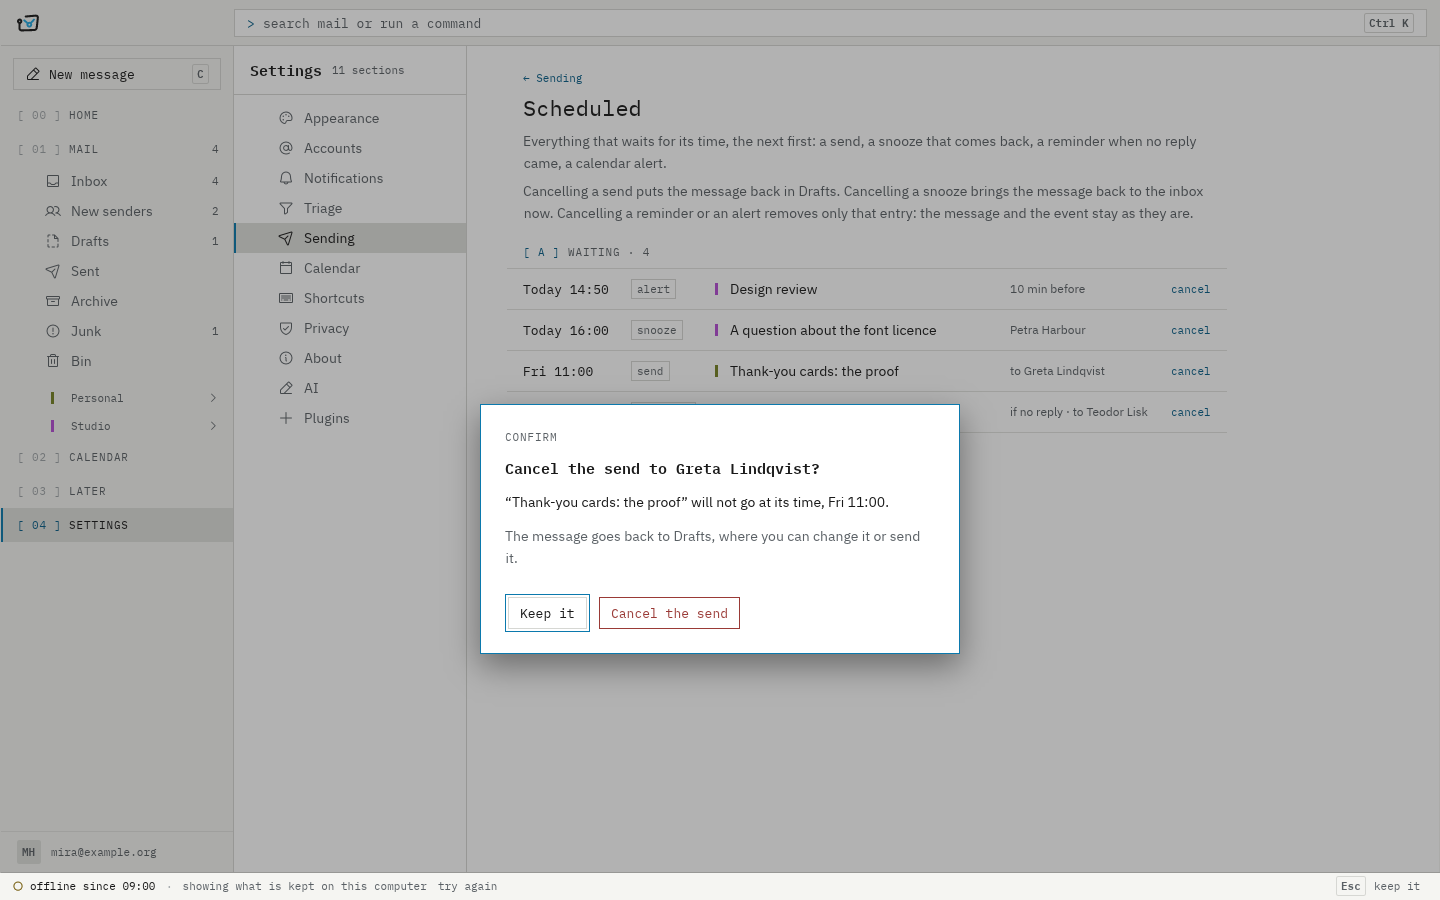 > search mail or run a command
Ctrl K
New message
C
[ 00 ] HOME
[ 01 ] MAIL 4
Inbox 4
New senders 2
Drafts 1
Sent
Archive
Junk 1
Bin
Personal
Studio
[ 02 ] CALENDAR
[ 03 ] LATER
[ 04 ] SETTINGS
MH mira@example.org
Settings 11 sections
Appearance
Accounts
Notifications
Triage
Sending
Calendar
Shortcuts
Privacy
About
AI
Plugins
← Sending
Scheduled
Everything that waits for its time, the next first: a send, a snooze that comes back, a reminder when no reply
came, a calendar alert.
Cancelling a send puts the message back in Drafts. Cancelling a snooze brings the message back to the inbox
now. Cancelling a reminder or an alert removes only that entry: the message and the event stay as they are.
[ A ] WAITING · 4
Today 14:50 alert Design review 10 min before cancel
Today 16:00 snooze A question about the font licence Petra Harbour cancel
Fri 11:00 send Thank-you cards: the proof to Greta Lindqvist cancel
if no reply · to Teodor Lisk cancel
CONFIRM
Cancel the send to Greta Lindqvist?
“Thank-you cards: the proof” will not go at its time, Fri 11:00.
The message goes back to Drafts, where you can change it or send
it.
Keep it
Cancel the send
offline since 09:00 · showing what is kept on this computer try again
Esc keep it